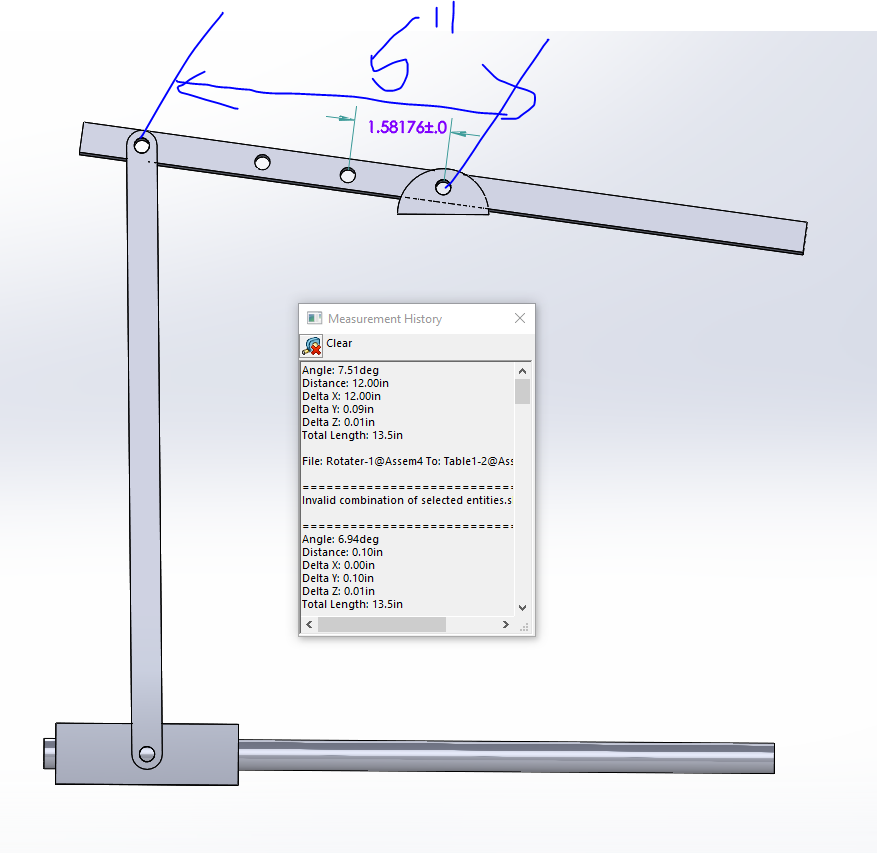 5"
1.58176±.0
Measurement History
Clear
Angle: 7.51deg
Distance: 12.00in
Delta X: 12.00in
Delta Y: 0.09in
Delta Z: 0.01in
Total Length: 13.5in
File: Rotater-1@Assem4 To: Table1-2@Ass
==========================
Invalid combination of selected entities.s
==========================
Angle: 6.94deg
Distance: 0.10in
Delta X: 0.00in
Delta Y: 0.10in
Delta Z: 0.01in
Total Length: 13.5in